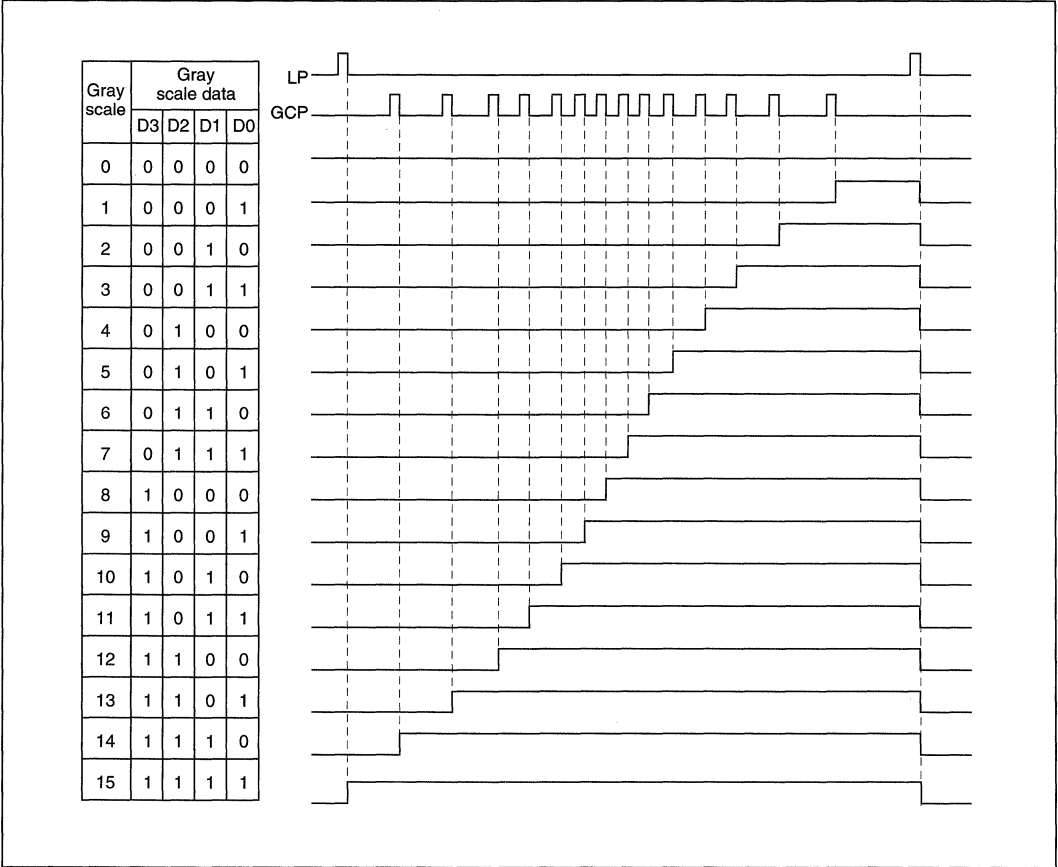 Gray scale
Gray scale data
D3 D2 D1 D0
0 0 0 0 0
1 0 0 0 1
2 0 0 1 0
3 0 0 1 1
4 0 1 0 0
5 0 1 0 1
6 0 1 1 0
7 0 1 1 1
8 1 0 0 0
9 1 0 0 1
10 1 0 1 0
11 1 0 1 1
12 1 1 0 0
13 1 1 0 1
14 1 1 1 0
15 1 1 1 1
LP
GCP